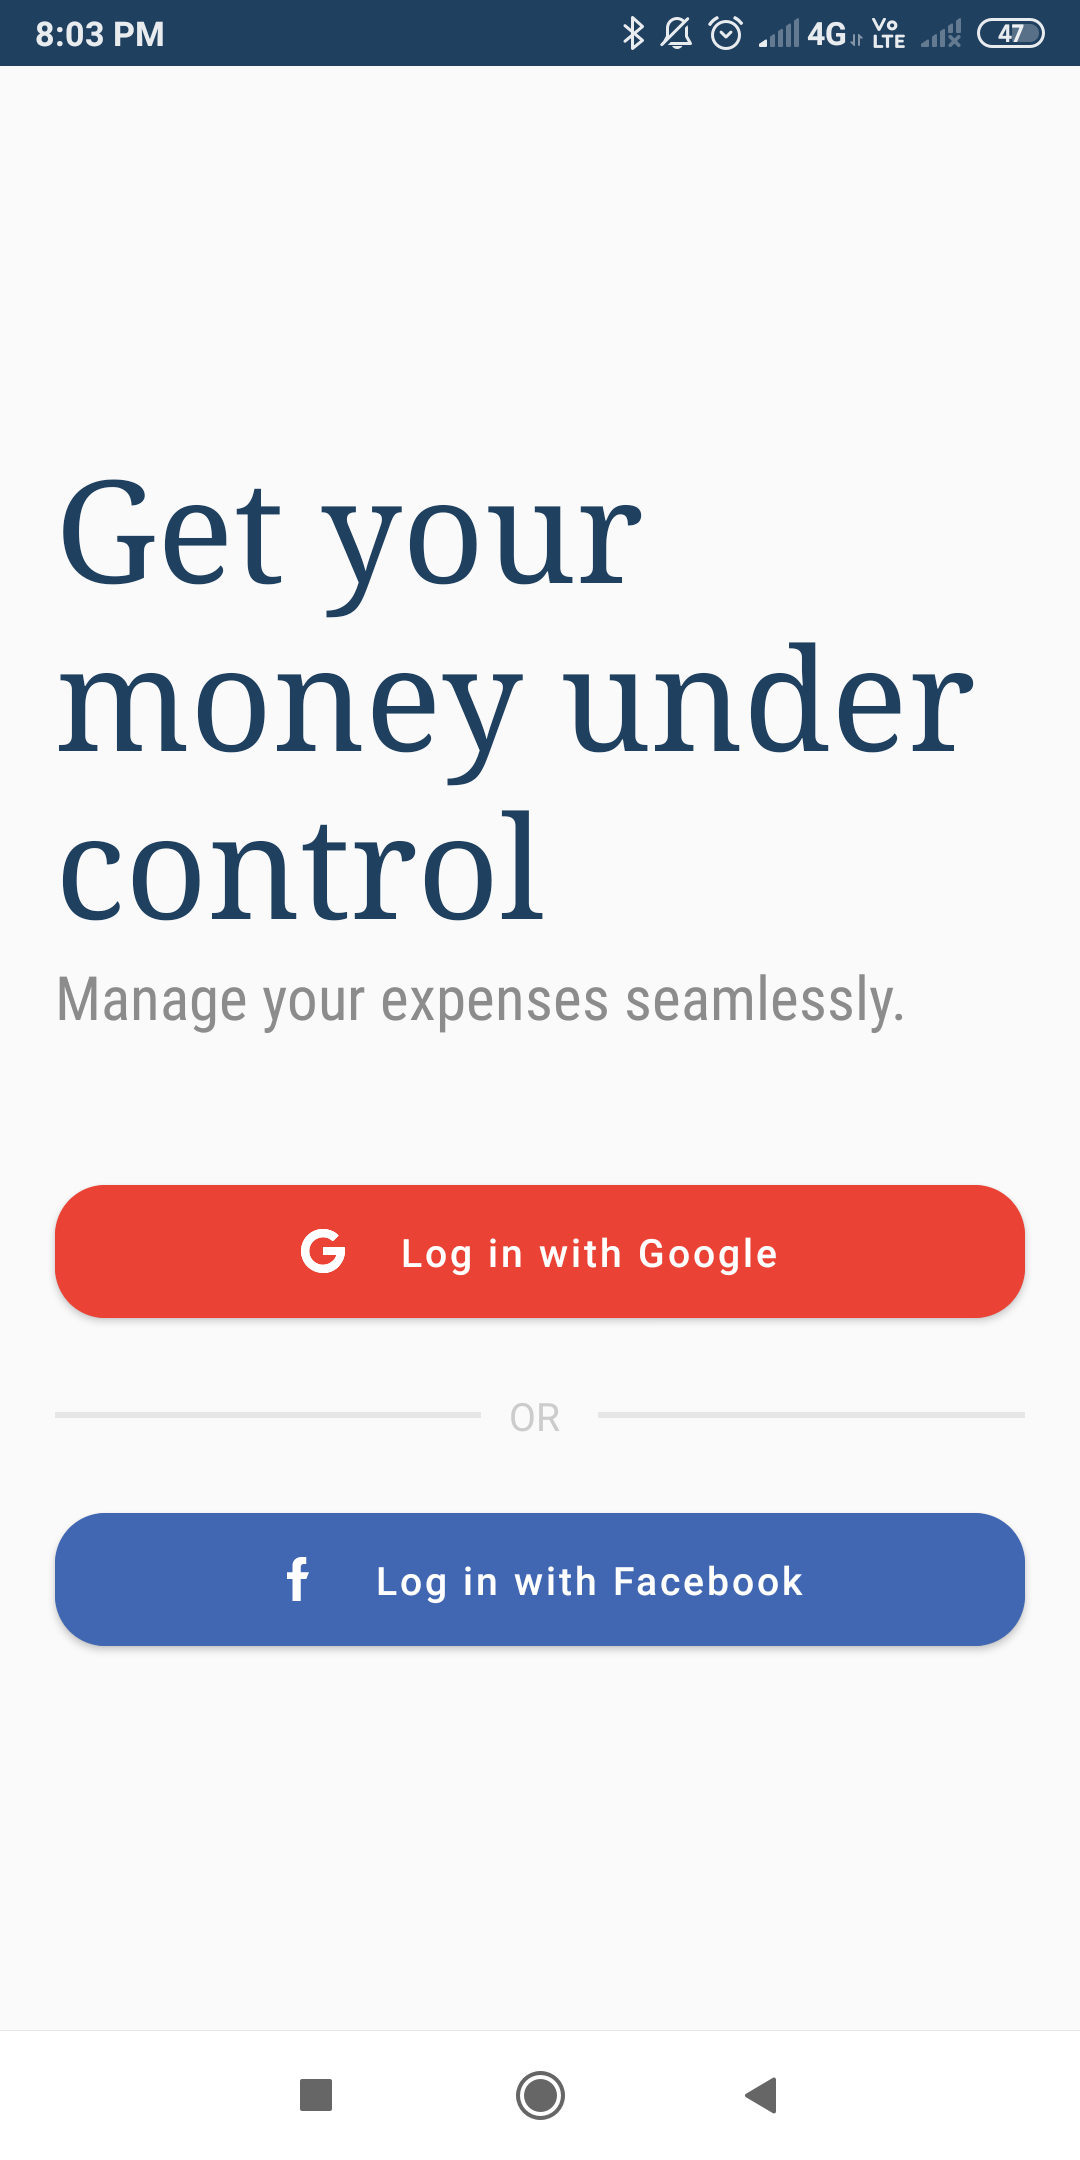 8:03 PM 4G Vo LTE 47
Get your
money under
control
Manage your expenses seamlessly.
Log in with Google
OR
Log in with Facebook